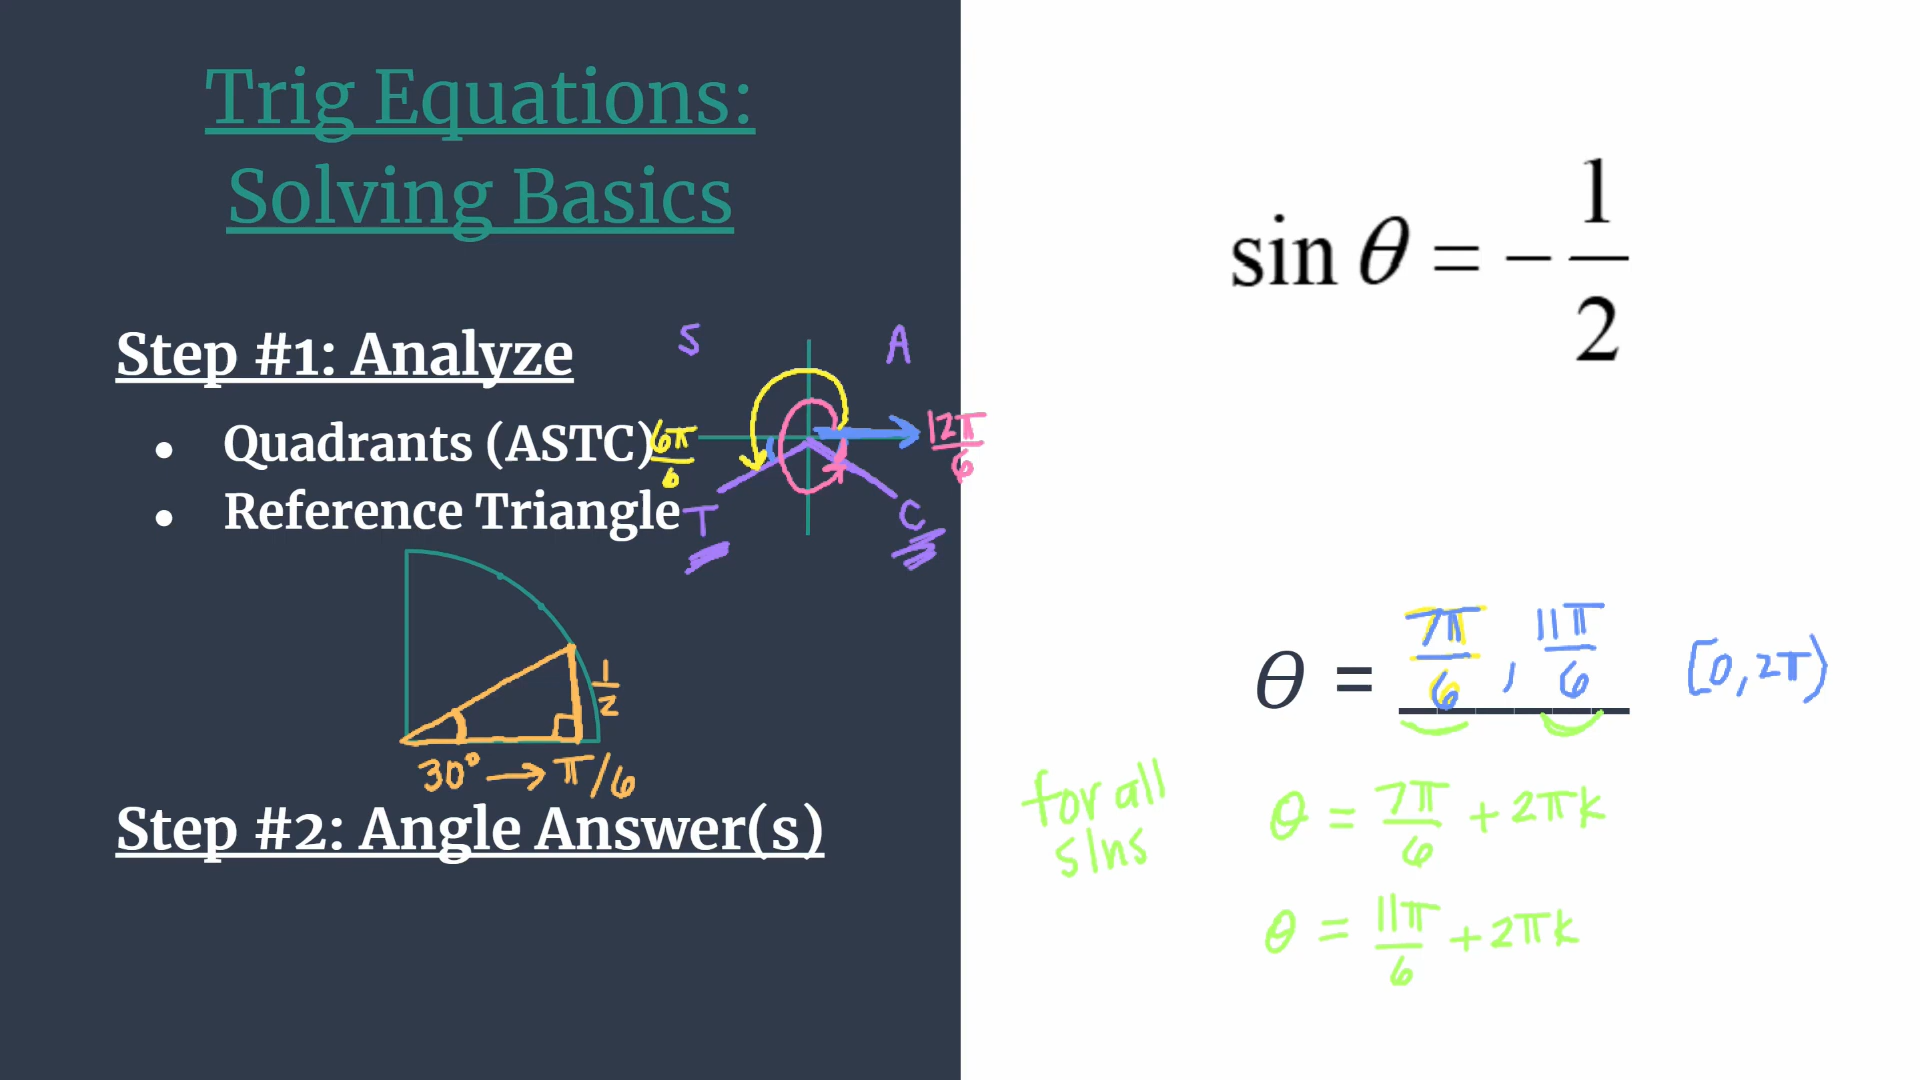 Trig Equations:
Solving Basics
Step #1: Analyze
S A
• Quadrants (ASTC)
6π/6
12π/6
• Reference Triangle
T C
1/2
30° → π/6
Step #2: Angle Answer(s)
sin θ = - 1/2
θ = 7π/6 , 11π/6 [0, 2π)
for all
slns
θ = 7π/6 + 2πk
θ = 11π/6 + 2πk